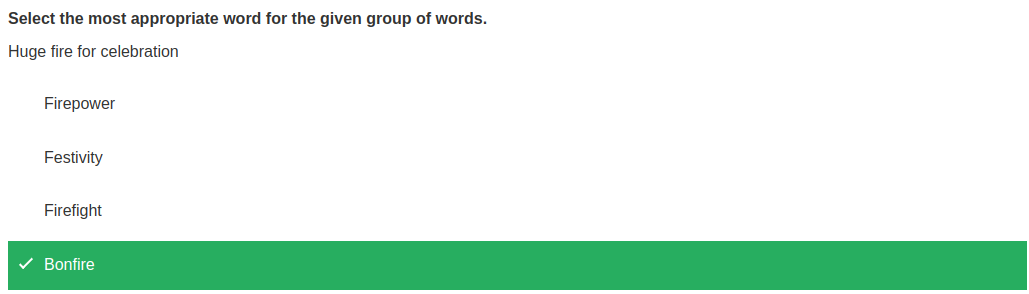 Select the most appropriate word for the given group of words.
Huge fire for celebration
Firepower
Festivity
Firefight
Bonfire